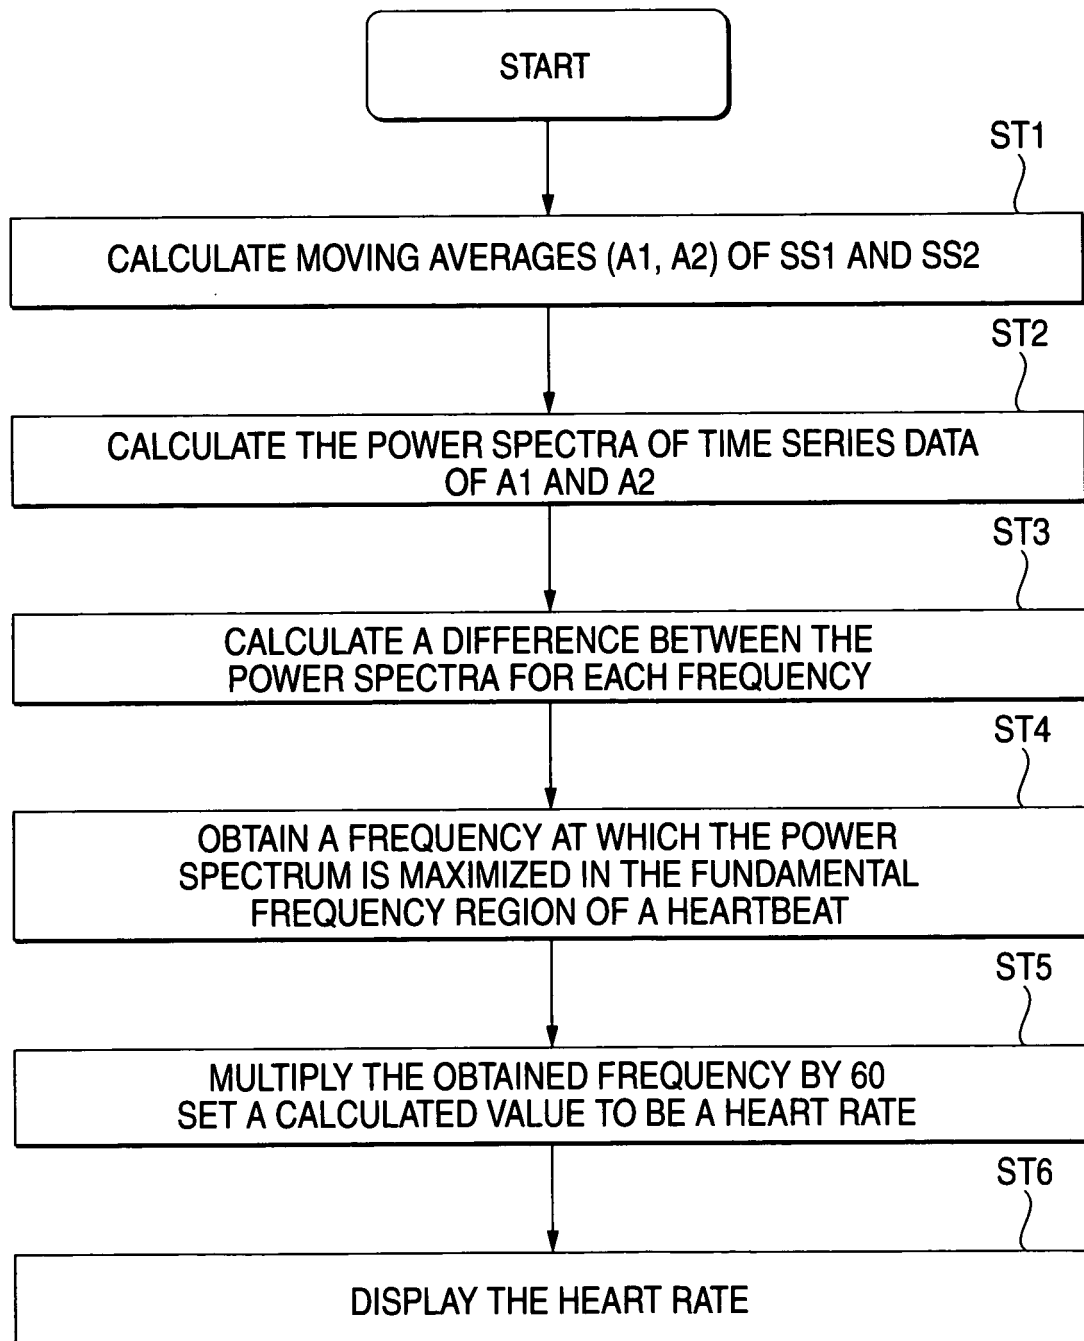 START
ST1
CALCULATE MOVING AVERAGES (A1, A2) OF SS1 AND SS2
ST2
CALCULATE THE POWER SPECTRA OF TIME SERIES DATA
OF A1 AND A2
ST3
CALCULATE A DIFFERENCE BETWEEN THE
POWER SPECTRA FOR EACH FREQUENCY
ST4
OBTAIN A FREQUENCY AT WHICH THE POWER
SPECTRUM IS MAXIMIZED IN THE FUNDAMENTAL
FREQUENCY REGION OF A HEARTBEAT
ST5
MULTIPLY THE OBTAINED FREQUENCY BY 60
SET A CALCULATED VALUE TO BE A HEART RATE
ST6
DISPLAY THE HEART RATE